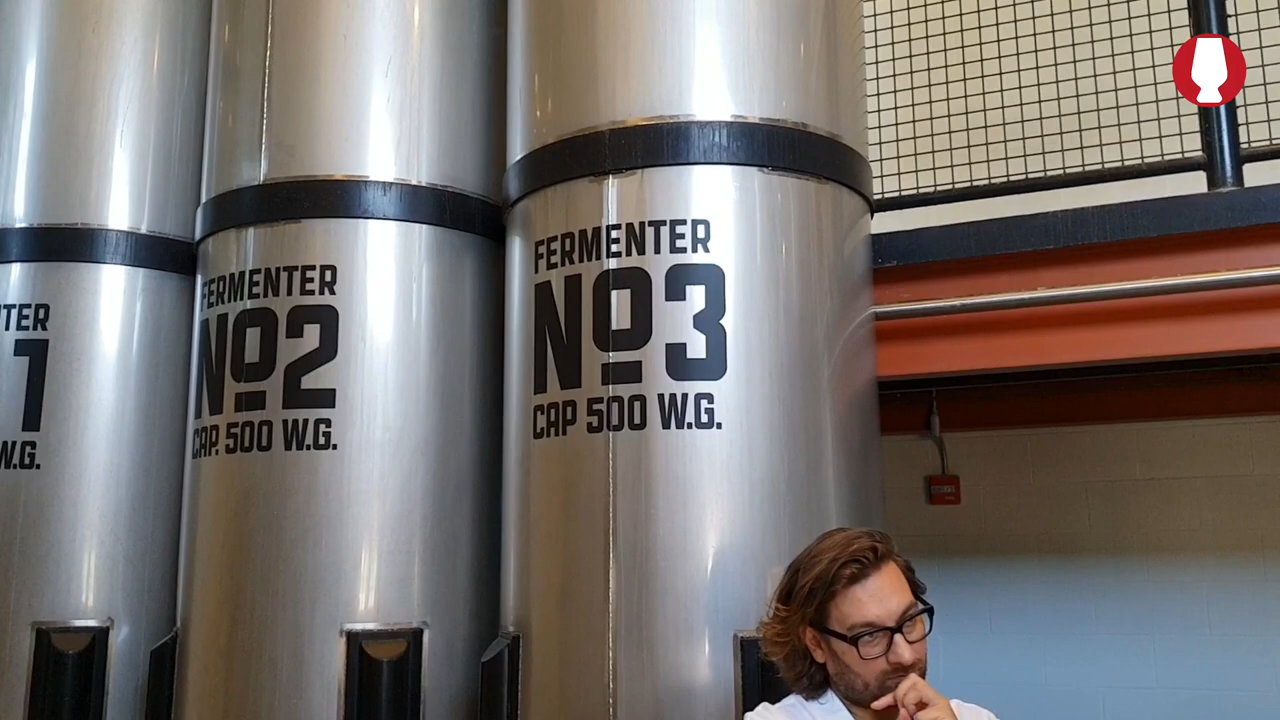 TER
1
W.G.
FERMENTER
Nº2
CAP. 500 W.G.
FERMENTER
Nº3
CAP 500 W.G.